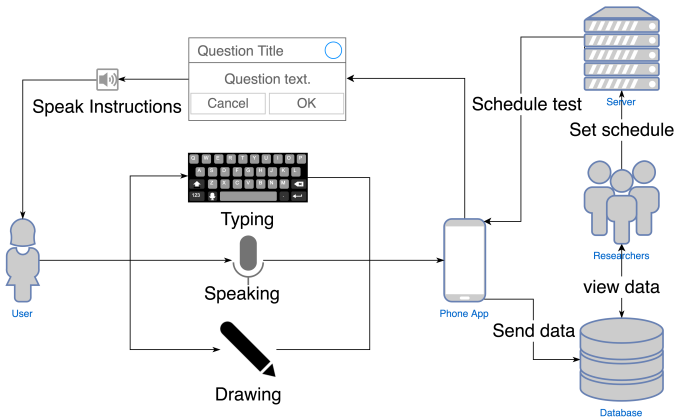 Question Title
Question text.
Cancel
OK
Speak Instructions
Schedule test
Server
Set schedule
Q W E R T Y U I O P
A S D F G H J K L
Z X C V B N M
123
Typing
Researchers
Speaking
view data
User
Phone App
Send data
Drawing
Database